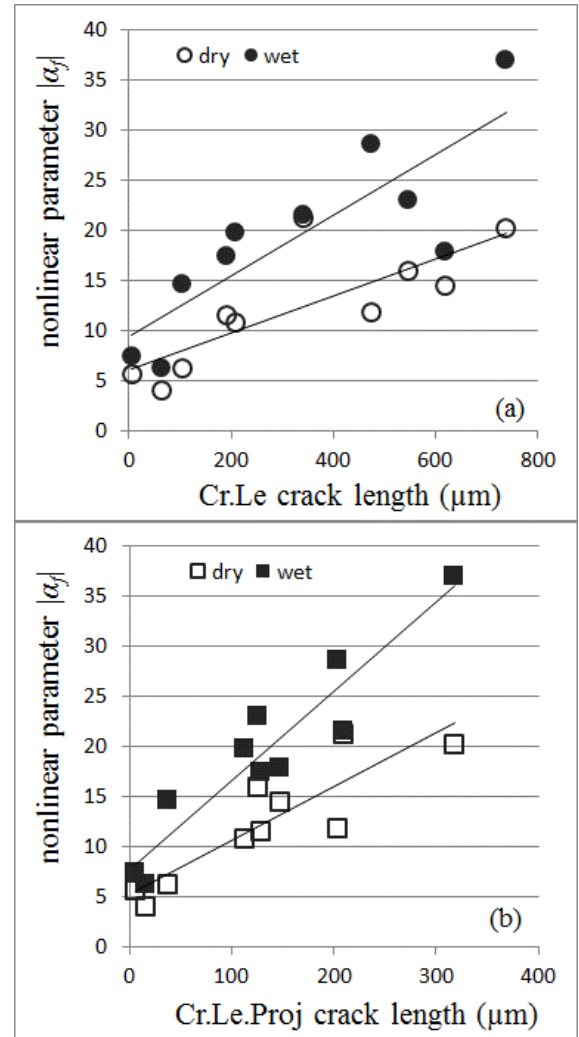 40
dry wet
35
30
25
20
15
10
5
(a)
0
0 200 400 600 800
Cr.Le crack length (µm)
nonlinear parameter |αf|
40
dry wet
35
30
25
20
15
10
5
(b)
0
0 100 200 300 400
Cr.Le.Proj crack length (µm)
nonlinear parameter |αf|